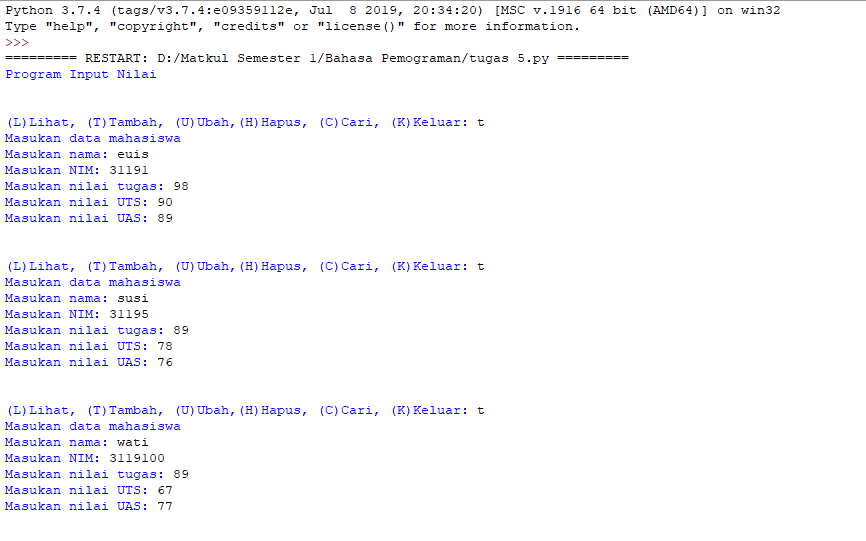 Python 3.7.4 (tags/v3.7.4:e09359112e, Jul  8 2019, 20:34:20) [MSC v.1916 64 bit (AMD64)] on win32
Type "help", "copyright", "credits" or "license()" for more information.
>>>
========= RESTART: D:/Matkul Semester 1/Bahasa Pemograman/tugas 5.py =========
Program Input Nilai
(L)Lihat, (T)Tambah, (U)Ubah,(H)Hapus, (C)Cari, (K)Keluar: t
Masukan data mahasiswa
Masukan nama: euis
Masukan NIM: 31191
Masukan nilai tugas: 98
Masukan nilai UTS: 90
Masukan nilai UAS: 89
(L)Lihat, (T)Tambah, (U)Ubah,(H)Hapus, (C)Cari, (K)Keluar: t
Masukan data mahasiswa
Masukan nama: susi
Masukan NIM: 31195
Masukan nilai tugas: 89
Masukan nilai UTS: 78
Masukan nilai UAS: 76
(L)Lihat, (T)Tambah, (U)Ubah,(H)Hapus, (C)Cari, (K)Keluar: t
Masukan data mahasiswa
Masukan nama: wati
Masukan NIM: 3119100
Masukan nilai tugas: 89
Masukan nilai UTS: 67
Masukan nilai UAS: 77